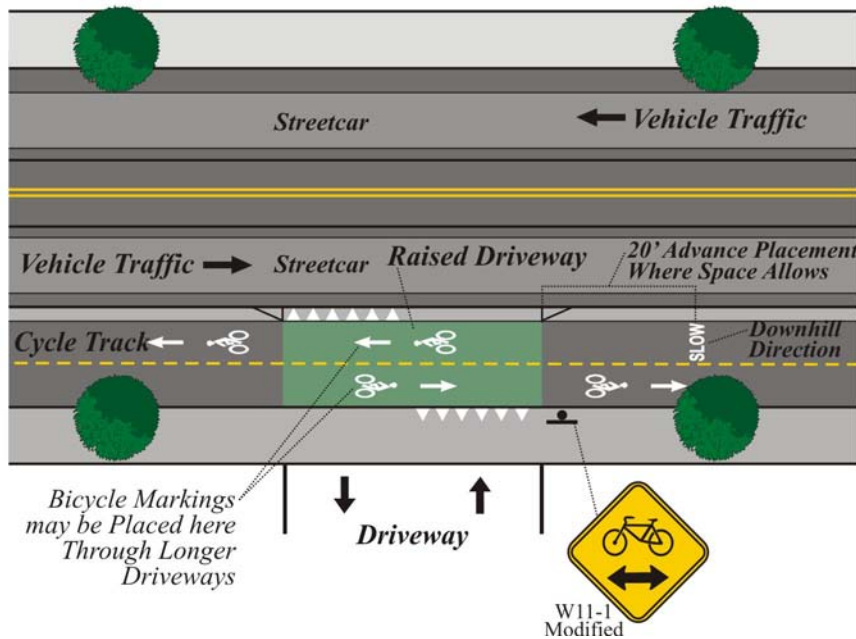 Streetcar
Vehicle Traffic
Vehicle Traffic
Streetcar
Raised Driveway
20' Advance Placement
Where Space Allows
Cycle Track
SLOW
Downhill
Direction
Bicycle Markings
may be Placed here
Through Longer
Driveways
Driveway
W11-1
Modified